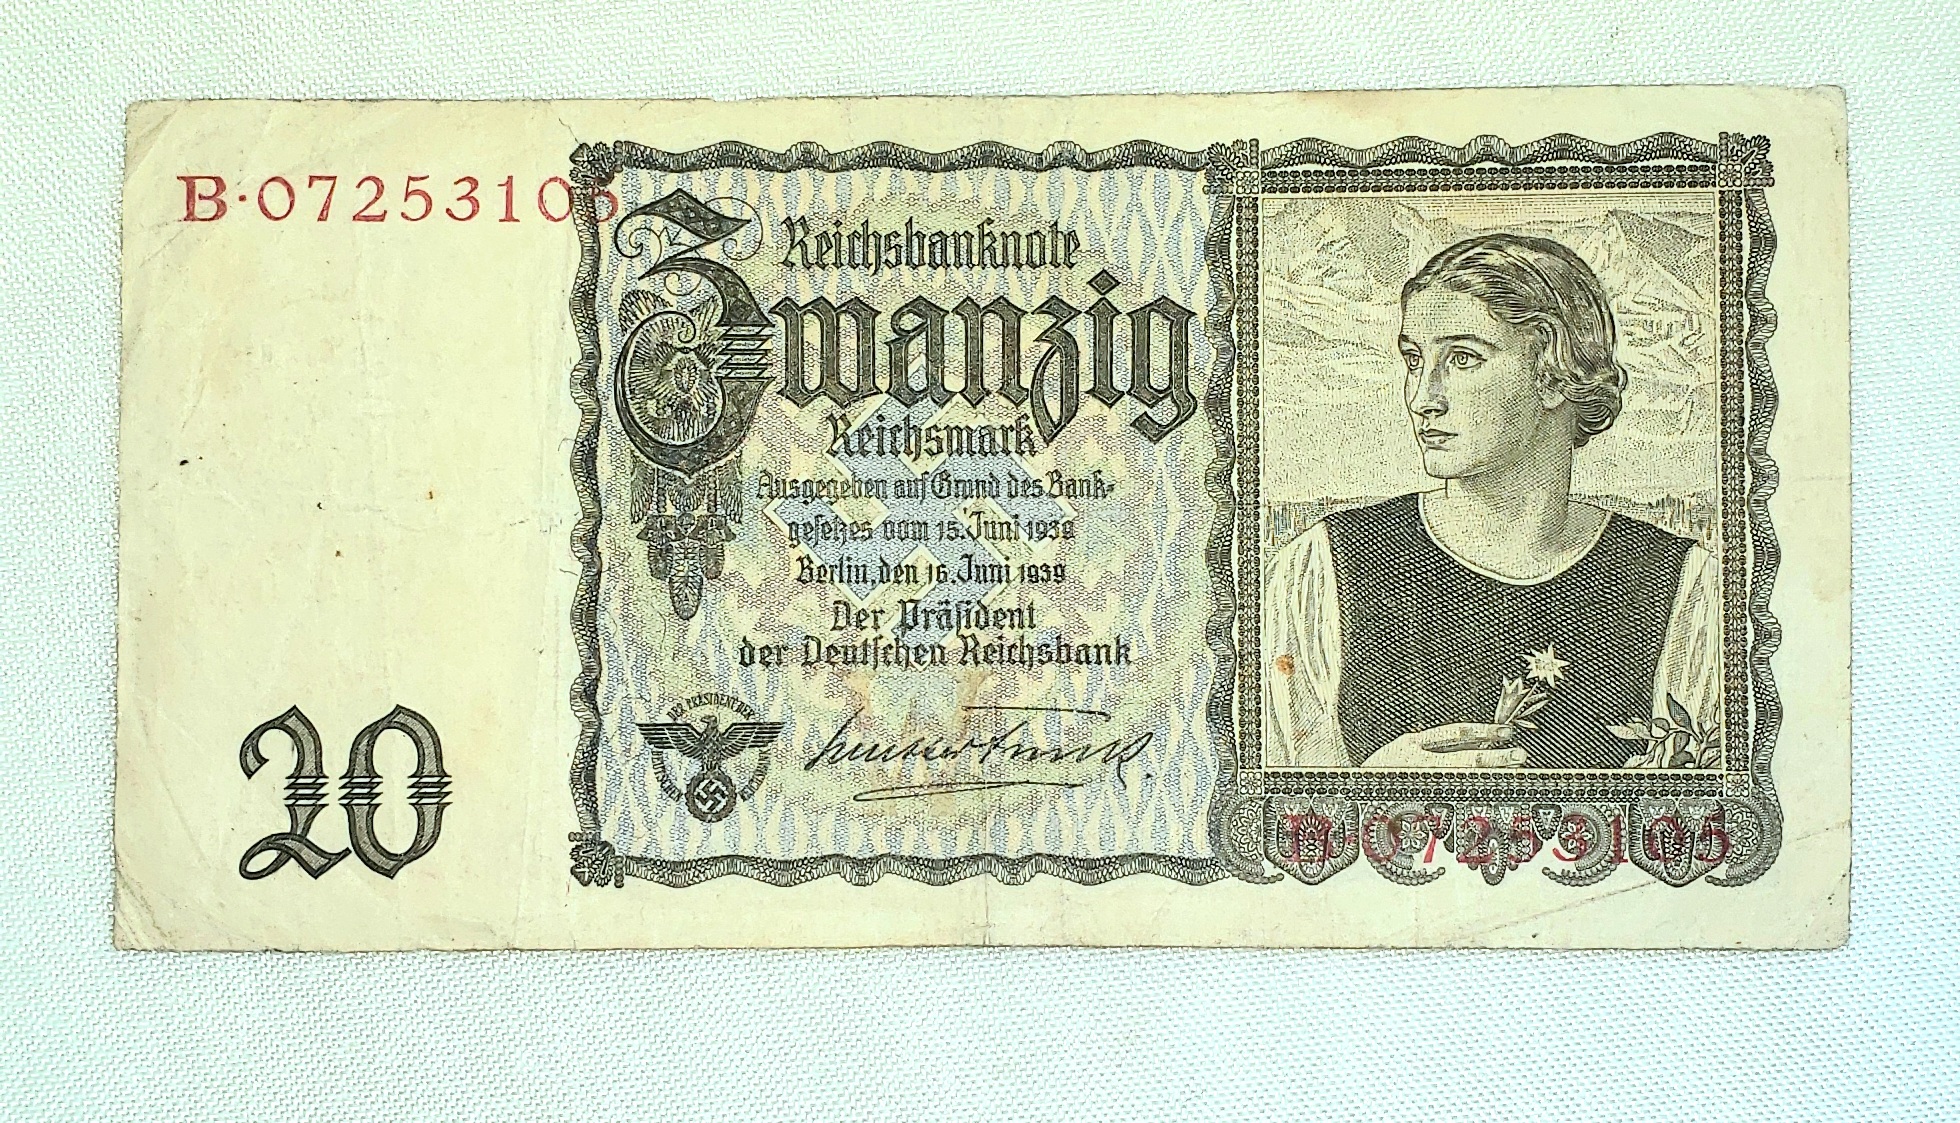 B·07253105
Reichsbanknote
Zwanzig
Reichsmark
Ausgegeben auf Grund des Bank-
gesetzes vom 15. Juni 1939
Berlin, den 16. Juni 1939
Der Präsident
der Deutschen Reichsbank
20
B·07253105